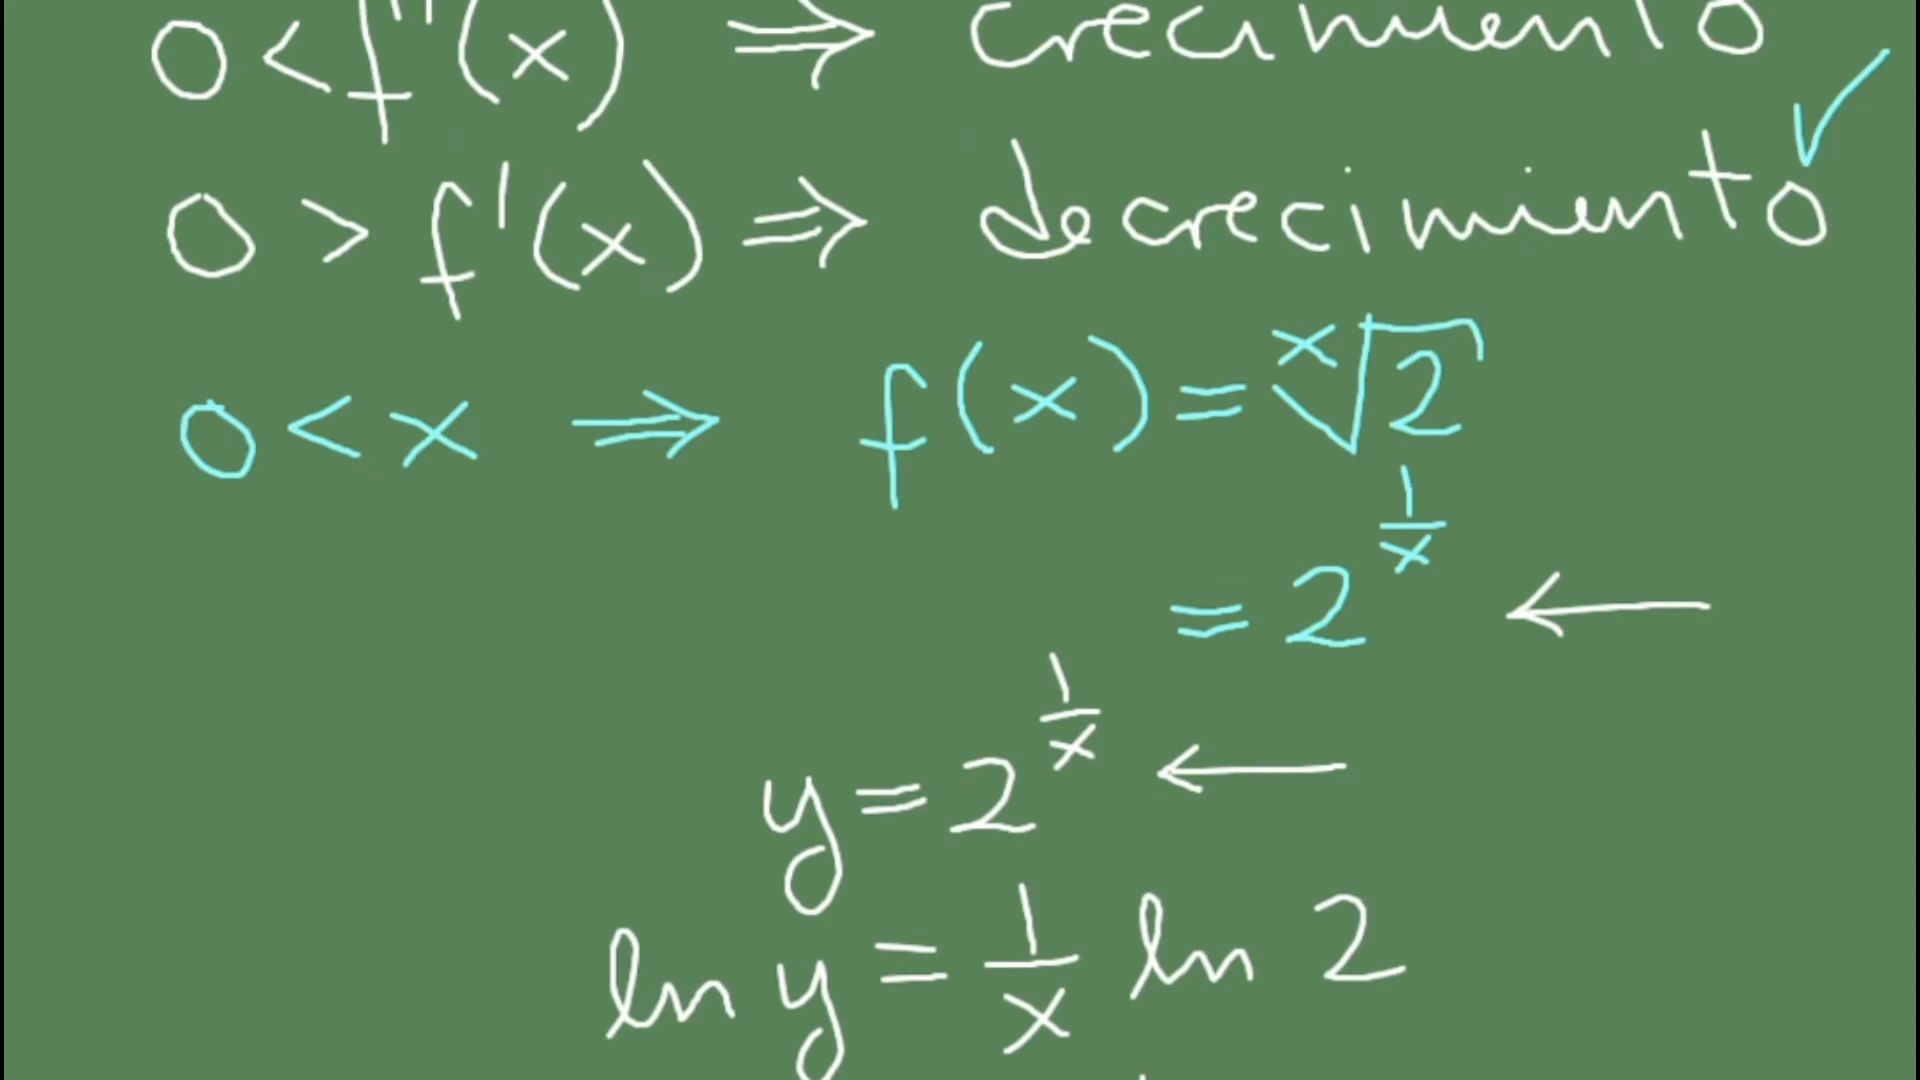 0 < f'(x) ⇒ crecimiento
0 > f'(x) ⇒ decrecimiento ✓
0 < x ⇒ f(x) = ˣ√2
= 2^(1/x) ←
y = 2^(1/x) ←
ln y = 1/x ln 2